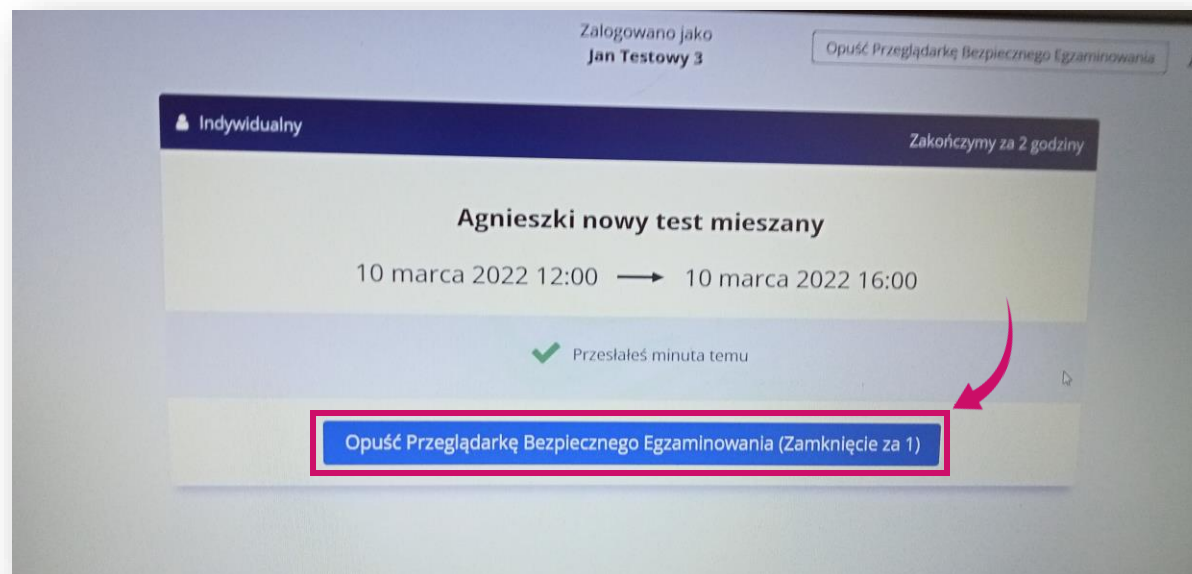 Zalogowano jako
Jan Testowy 3
Opuść Przeglądarkę Bezpiecznego Egzaminowania
Indywidualny
Zakończymy za 2 godziny
Agnieszki nowy test mieszany
10 marca 2022 12:00 → 10 marca 2022 16:00
Przesłałeś minuta temu
Opuść Przeglądarkę Bezpiecznego Egzaminowania (Zamknięcie za 1)